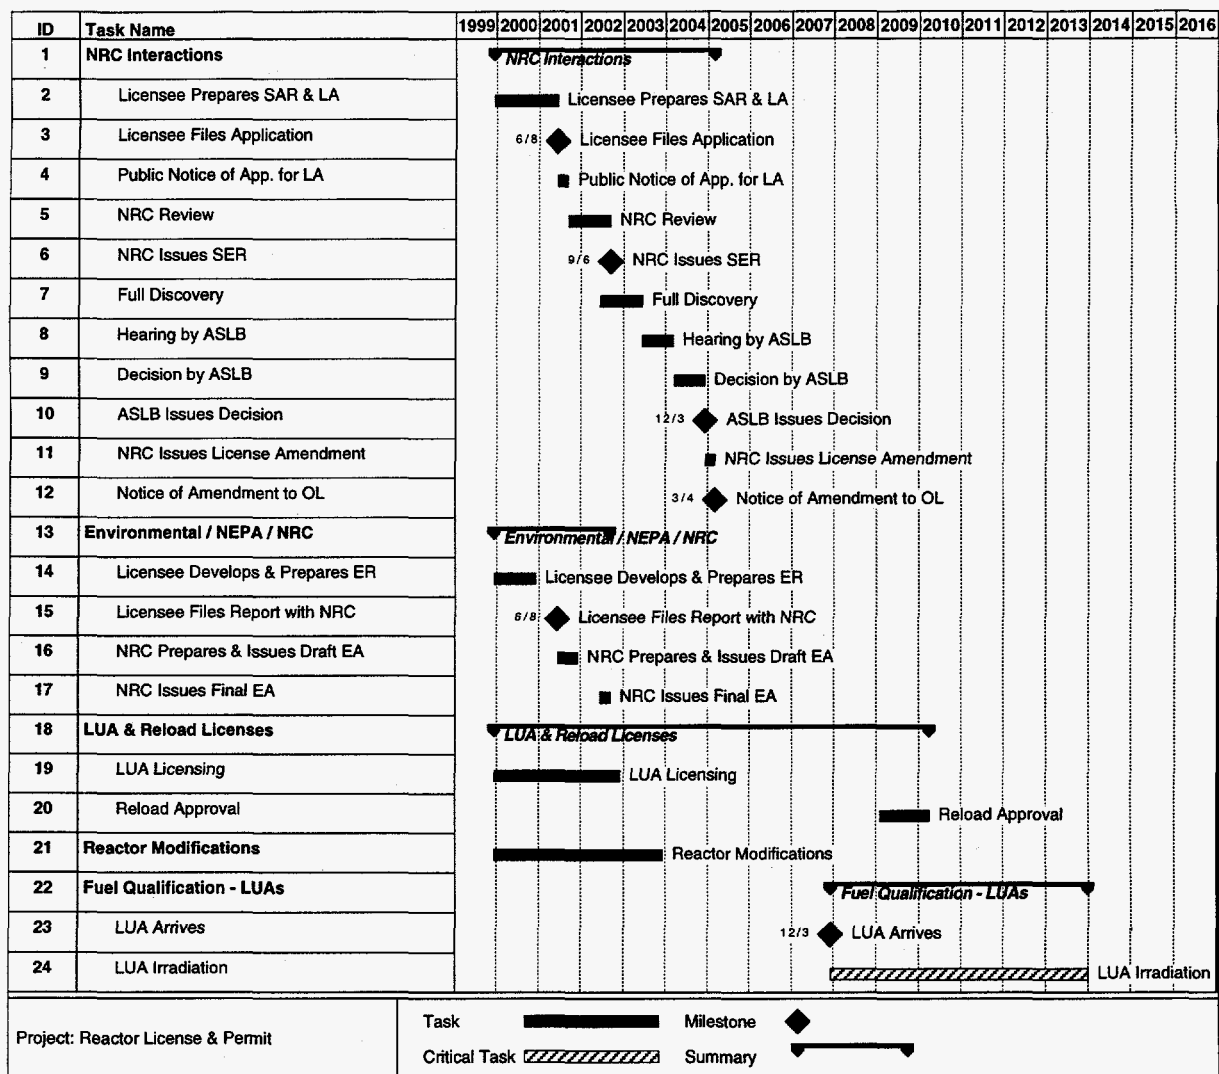 ID Task Name 1999 2000 2001 2002 2003 2004 2005 2006 2007 2008 2009 2010 2011 2012 2013 2014 2015 2016
1 NRC Interactions NRC Interactions
2 Licensee Prepares SAR & LA Licensee Prepares SAR & LA
3 Licensee Files Application 6/8 Licensee Files Application
4 Public Notice of App. for LA Public Notice of App. for LA
5 NRC Review NRC Review
6 NRC Issues SER 9/6 NRC Issues SER
7 Full Discovery Full Discovery
8 Hearing by ASLB Hearing by ASLB
9 Decision by ASLB Decision by ASLB
10 ASLB Issues Decision 12/3 ASLB Issues Decision
11 NRC Issues License Amendment NRC Issues License Amendment
12 Notice of Amendment to OL 3/4 Notice of Amendment to OL
13 Environmental / NEPA / NRC Environmental / NEPA / NRC
14 Licensee Develops & Prepares ER Licensee Develops & Prepares ER
15 Licensee Files Report with NRC 6/8 Licensee Files Report with NRC
16 NRC Prepares & Issues Draft EA NRC Prepares & Issues Draft EA
17 NRC Issues Final EA NRC Issues Final EA
18 LUA & Reload Licenses LUA & Reload Licenses
19 LUA Licensing LUA Licensing
20 Reload Approval Reload Approval
21 Reactor Modifications Reactor Modifications
22 Fuel Qualification - LUAs Fuel Qualification - LUAs
23 LUA Arrives 12/3 LUA Arrives
24 LUA Irradiation LUA Irradiation
Project: Reactor License & Permit
Task Milestone
Critical Task Summary